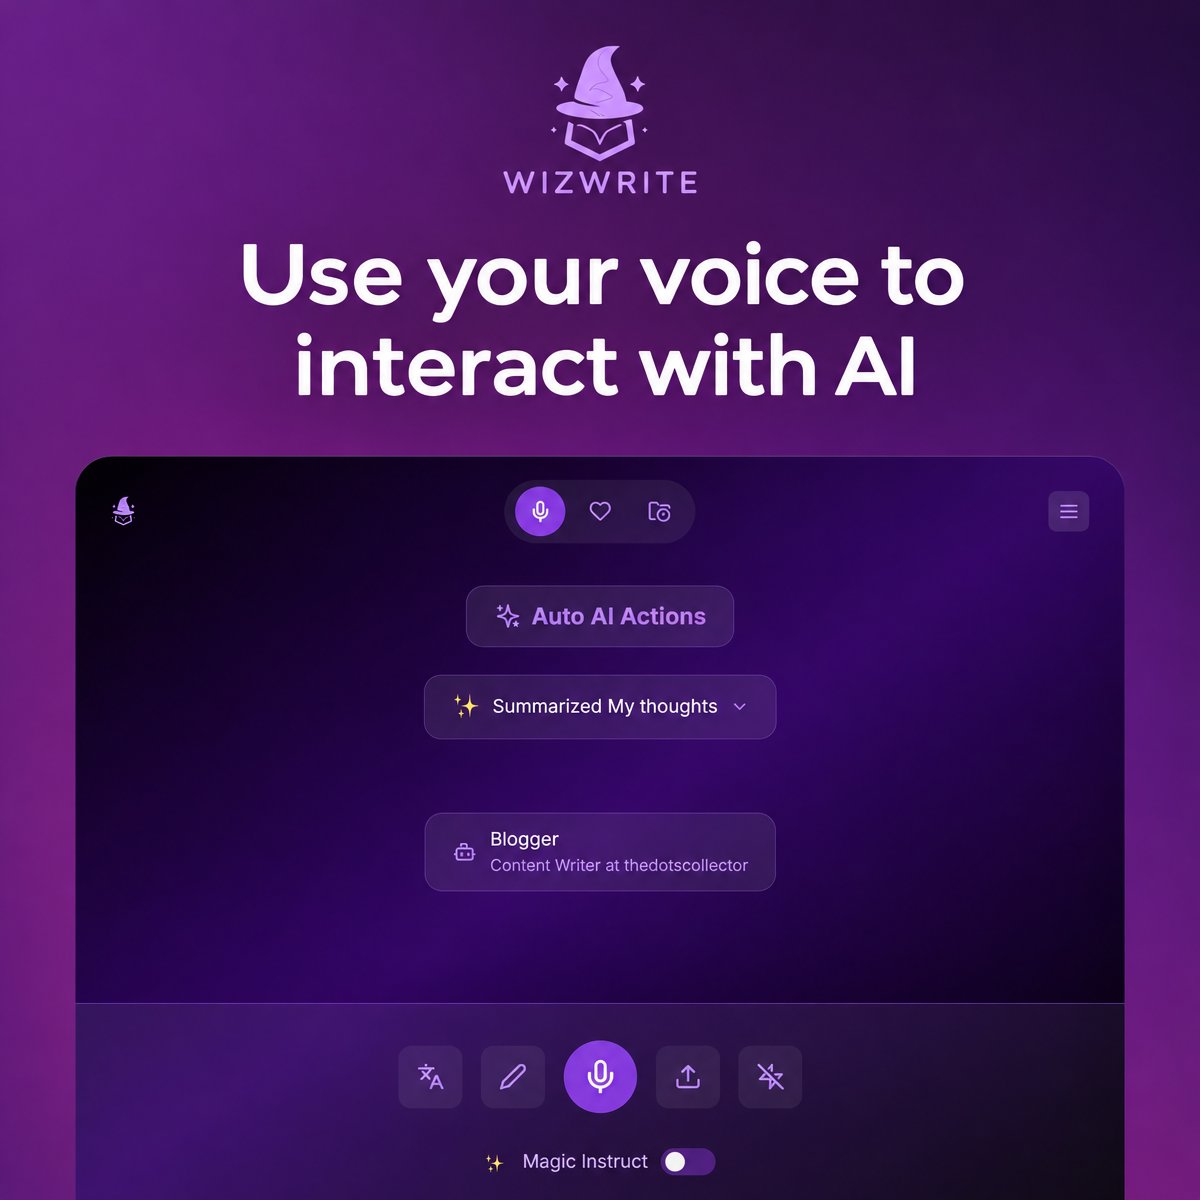 WIZWRITE
Use your voice to
interact with AI
Auto AI Actions
Summarized My thoughts
Blogger
Content Writer at thedotscollector
Magic Instruct